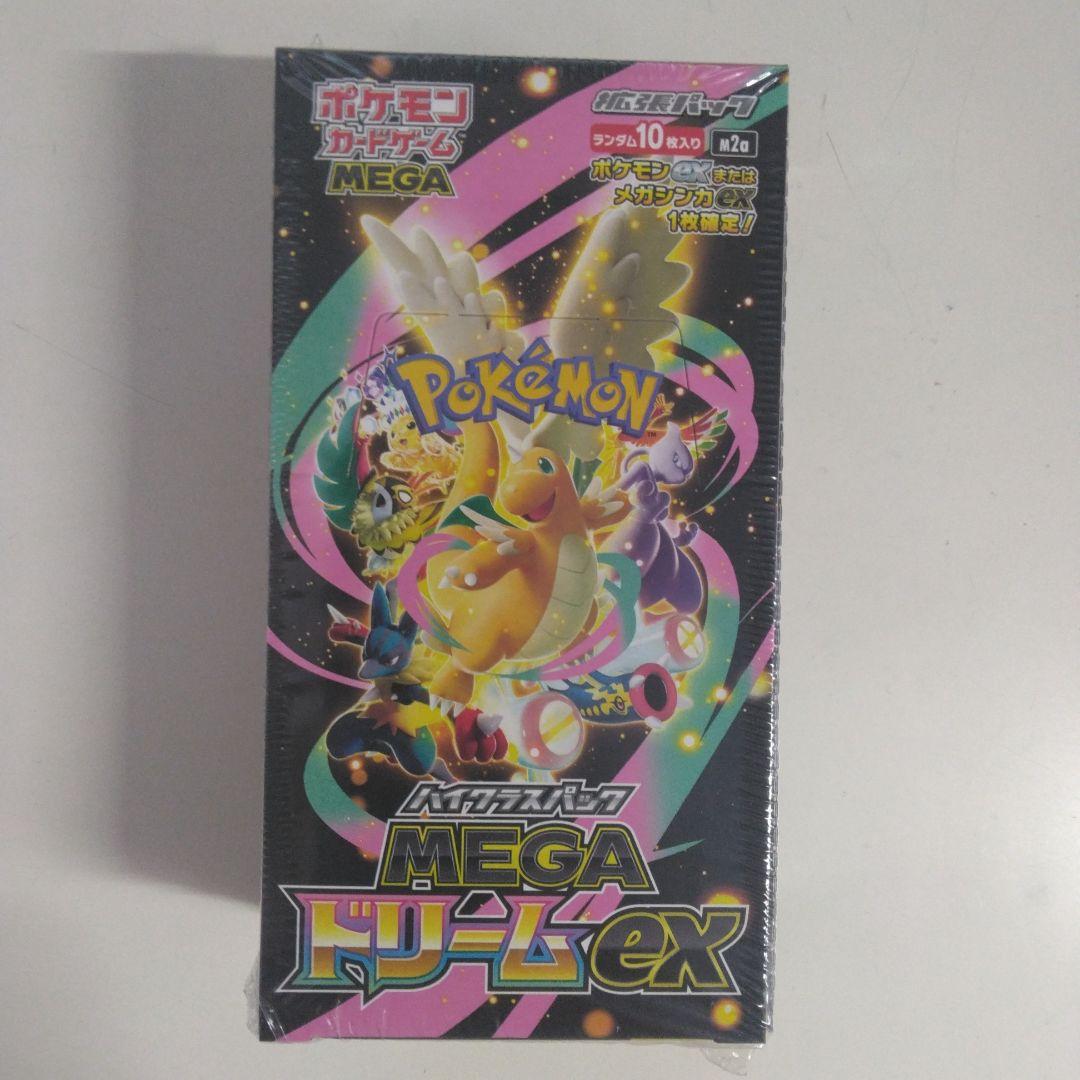 ポケモン
カードゲーム
MEGA
拡張パック
ランダム10枚入り M2a
ポケモンexまたは
メガシンカex
1枚確定!
POKéMON
TM
ハイクラスパック
MEGA
ドリームex